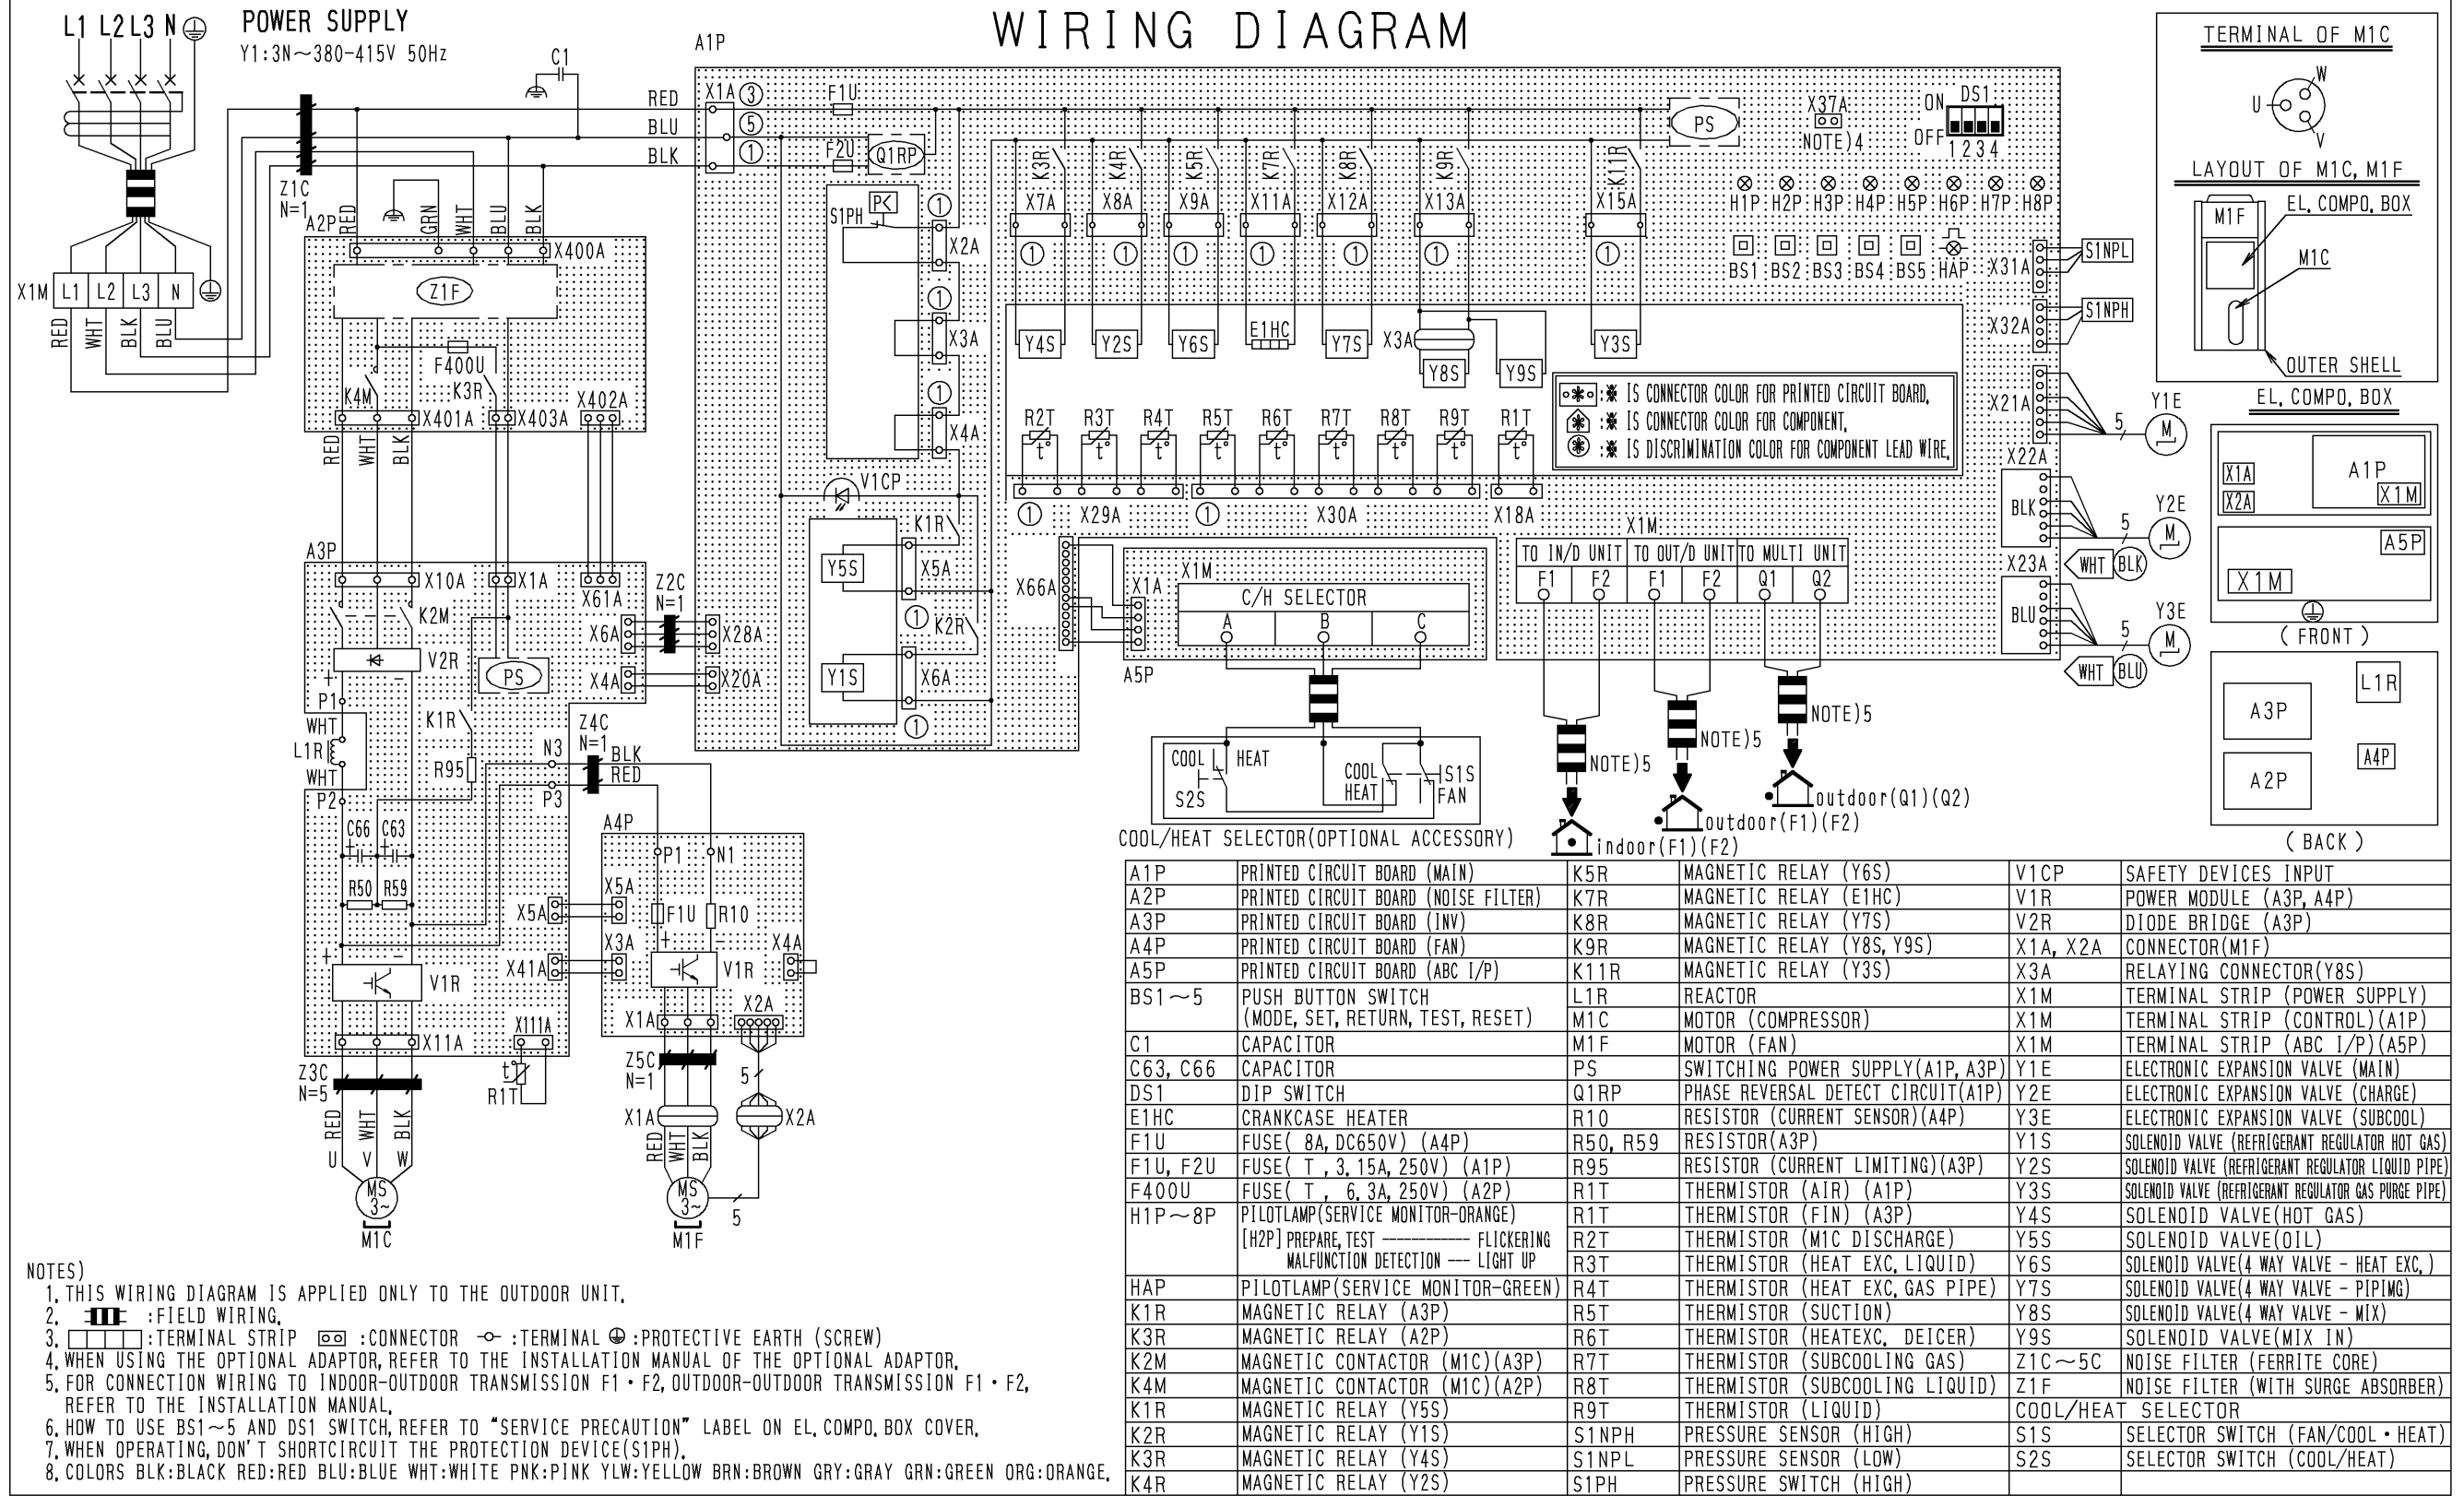 WIRING DIAGRAM
L1 L2 L3 N
POWER SUPPLY
Y1:3N~380-415V 50Hz
C1
A1P
RED
BLU
BLK
X1A ③
⑤
①
F1U
F2U
Q1RP
PS
X37A
NOTE)4
ON DS1
OFF
1 2 3 4
Z1C
N=1
A2P
RED
GRN
WHT
BLU
BLK
X400A
Z1F
F400U
K4M
K3R
X402A
X401A
X403A
X1M L1 L2 L3 N
RED
WHT
BLK
BLU
RED
WHT
BLK
PK
S1PH
①
X2A
①
X3A
①
X4A
V1CP
K1R
Y5S
X5A
①
K2R
Y1S
X6A
①
K3R K4R K5R K7R K8R K9R K11R
X7A X8A X9A X11A X12A X13A X15A
① ① ① ① ① ① ①
Y4S Y2S Y6S E1HC Y7S X3A Y8S Y9S Y3S
H1P H2P H3P H4P H5P H6P H7P H8P
BS1 BS2 BS3 BS4 BS5 HAP
X31A
S1NPL
X32A
S1NPH
X21A
5
Y1E
M
X22A
BLK
5
Y2E
M
WHT BLK
X23A
BLU
5
Y3E
M
WHT BLU
:※ IS CONNECTOR COLOR FOR PRINTED CIRCUIT BOARD.
:※ IS CONNECTOR COLOR FOR COMPONENT.
:※ IS DISCRIMINATION COLOR FOR COMPONENT LEAD WIRE.
R2T R3T R4T R5T R6T R7T R8T R9T R1T
t° t° t° t° t° t° t° t° t°
① X29A ① X30A X18A
X66A
X1A
X1M
C/H SELECTOR
A B C
A5P
X1M
TO IN/D UNIT TO OUT/D UNIT TO MULTI UNIT
F1 F2 F1 F2 Q1 Q2
NOTE)5
NOTE)5
NOTE)5
indoor(F1)(F2)
outdoor(F1)(F2)
outdoor(Q1)(Q2)
COOL HEAT
S2S
COOL
HEAT
S1S
FAN
COOL/HEAT SELECTOR(OPTIONAL ACCESSORY)
A3P
X10A
X1A
X61A
K2M
V2R
+ −
PS
X6A
Z2C
N=1
X28A
X4A
X20A
P1
WHT
L1R
WHT
P2
K1R
R95
N3
P3
Z4C
N=1
BLK
RED
C66 C63
+ +
R50 R59
+ −
V1R
X5A
X41A
X11A
X111A
t°
R1T
Z3C
N=5
RED
WHT
BLK
U V W
MS
3~
M1C
A4P
P1 N1
X5A
F1U
R10
X3A
+ −
X4A
V1R
X2A
X1A
Z5C
N=1
5
X1A
X2A
RED
WHT
BLK
MS
3~
5
M1F
TERMINAL OF M1C
W
U
V
LAYOUT OF M1C, M1F
M1F
EL. COMPO. BOX
M1C
OUTER SHELL
EL. COMPO. BOX
X1A
X2A
A1P
X1M
A5P
X1M
(FRONT)
L1R
A3P
A4P
A2P
(BACK)
A1P PRINTED CIRCUIT BOARD (MAIN)
A2P PRINTED CIRCUIT BOARD (NOISE FILTER)
A3P PRINTED CIRCUIT BOARD (INV)
A4P PRINTED CIRCUIT BOARD (FAN)
A5P PRINTED CIRCUIT BOARD (ABC I/P)
BS1~5 PUSH BUTTON SWITCH
(MODE, SET, RETURN, TEST, RESET)
C1 CAPACITOR
C63, C66 CAPACITOR
DS1 DIP SWITCH
E1HC CRANKCASE HEATER
F1U FUSE( 8A, DC650V) (A4P)
F1U, F2U FUSE( T , 3.15A, 250V) (A1P)
F400U FUSE( T , 6.3A, 250V) (A2P)
H1P~8P PILOTLAMP(SERVICE MONITOR-ORANGE)
[H2P] PREPARE, TEST ------------ FLICKERING
MALFUNCTION DETECTION --- LIGHT UP
HAP PILOTLAMP(SERVICE MONITOR-GREEN)
K1R MAGNETIC RELAY (A3P)
K3R MAGNETIC RELAY (A2P)
K2M MAGNETIC CONTACTOR (M1C)(A3P)
K4M MAGNETIC CONTACTOR (M1C)(A2P)
K1R MAGNETIC RELAY (Y5S)
K2R MAGNETIC RELAY (Y1S)
K3R MAGNETIC RELAY (Y4S)
K4R MAGNETIC RELAY (Y2S)
K5R MAGNETIC RELAY (Y6S)
K7R MAGNETIC RELAY (E1HC)
K8R MAGNETIC RELAY (Y7S)
K9R MAGNETIC RELAY (Y8S, Y9S)
K11R MAGNETIC RELAY (Y3S)
L1R REACTOR
M1C MOTOR (COMPRESSOR)
M1F MOTOR (FAN)
PS SWITCHING POWER SUPPLY(A1P, A3P)
Q1RP PHASE REVERSAL DETECT CIRCUIT(A1P)
R10 RESISTOR (CURRENT SENSOR)(A4P)
R50, R59 RESISTOR(A3P)
R95 RESISTOR (CURRENT LIMITING)(A3P)
R1T THERMISTOR (AIR) (A1P)
R1T THERMISTOR (FIN) (A3P)
R2T THERMISTOR (M1C DISCHARGE)
R3T THERMISTOR (HEAT EXC. LIQUID)
R4T THERMISTOR (HEAT EXC. GAS PIPE)
R5T THERMISTOR (SUCTION)
R6T THERMISTOR (HEATEXC. DEICER)
R7T THERMISTOR (SUBCOOLING GAS)
R8T THERMISTOR (SUBCOOLING LIQUID)
R9T THERMISTOR (LIQUID)
S1NPH PRESSURE SENSOR (HIGH)
S1NPL PRESSURE SENSOR (LOW)
S1PH PRESSURE SWITCH (HIGH)
V1CP SAFETY DEVICES INPUT
V1R POWER MODULE (A3P, A4P)
V2R DIODE BRIDGE (A3P)
X1A, X2A CONNECTOR(M1F)
X3A RELAYING CONNECTOR(Y8S)
X1M TERMINAL STRIP (POWER SUPPLY)
X1M TERMINAL STRIP (CONTROL)(A1P)
X1M TERMINAL STRIP (ABC I/P)(A5P)
Y1E ELECTRONIC EXPANSION VALVE (MAIN)
Y2E ELECTRONIC EXPANSION VALVE (CHARGE)
Y3E ELECTRONIC EXPANSION VALVE (SUBCOOL)
Y1S SOLENOID VALVE (REFRIGERANT REGULATOR HOT GAS)
Y2S SOLENOID VALVE (REFRIGERANT REGULATOR LIQUID PIPE)
Y3S SOLENOID VALVE (REFRIGERANT REGULATOR GAS PURGE PIPE)
Y4S SOLENOID VALVE(HOT GAS)
Y5S SOLENOID VALVE(OIL)
Y6S SOLENOID VALVE(4 WAY VALVE - HEAT EXC.)
Y7S SOLENOID VALVE(4 WAY VALVE - PIPIMG)
Y8S SOLENOID VALVE(4 WAY VALVE - MIX)
Y9S SOLENOID VALVE(MIX IN)
Z1C~5C NOISE FILTER (FERRITE CORE)
Z1F NOISE FILTER (WITH SURGE ABSORBER)
COOL/HEAT SELECTOR
S1S SELECTOR SWITCH (FAN/COOL・HEAT)
S2S SELECTOR SWITCH (COOL/HEAT)
NOTES)
1. THIS WIRING DIAGRAM IS APPLIED ONLY TO THE OUTDOOR UNIT.
2. :FIELD WIRING.
3. :TERMINAL STRIP :CONNECTOR :TERMINAL :PROTECTIVE EARTH (SCREW)
4. WHEN USING THE OPTIONAL ADAPTOR, REFER TO THE INSTALLATION MANUAL OF THE OPTIONAL ADAPTOR.
5. FOR CONNECTION WIRING TO INDOOR-OUTDOOR TRANSMISSION F1・F2, OUTDOOR-OUTDOOR TRANSMISSION F1・F2,
REFER TO THE INSTALLATION MANUAL.
6. HOW TO USE BS1~5 AND DS1 SWITCH, REFER TO "SERVICE PRECAUTION" LABEL ON EL. COMPO. BOX COVER.
7. WHEN OPERATING, DON'T SHORTCIRCUIT THE PROTECTION DEVICE(S1PH).
8. COLORS BLK:BLACK RED:RED BLU:BLUE WHT:WHITE PNK:PINK YLW:YELLOW BRN:BROWN GRY:GRAY GRN:GREEN ORG:ORANGE.